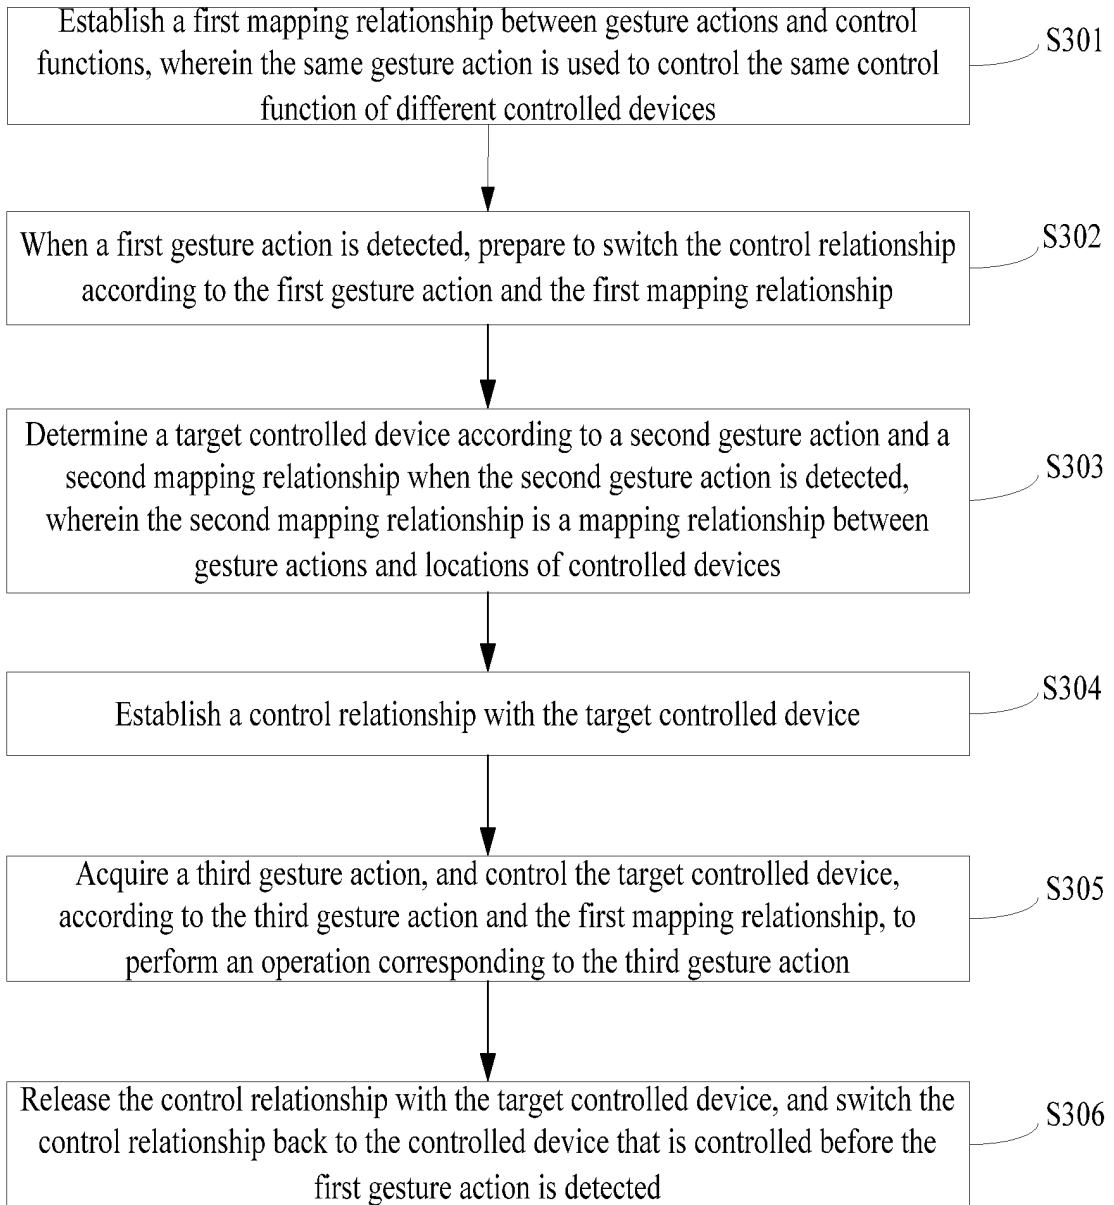 Establish a first mapping relationship between gesture actions and control
functions, wherein the same gesture action is used to control the same control
function of different controlled devices
S301
When a first gesture action is detected, prepare to switch the control relationship
according to the first gesture action and the first mapping relationship
S302
Determine a target controlled device according to a second gesture action and a
second mapping relationship when the second gesture action is detected,
wherein the second mapping relationship is a mapping relationship between
gesture actions and locations of controlled devices
S303
Establish a control relationship with the target controlled device
S304
Acquire a third gesture action, and control the target controlled device,
according to the third gesture action and the first mapping relationship, to
perform an operation corresponding to the third gesture action
S305
Release the control relationship with the target controlled device, and switch the
control relationship back to the controlled device that is controlled before the
first gesture action is detected
S306